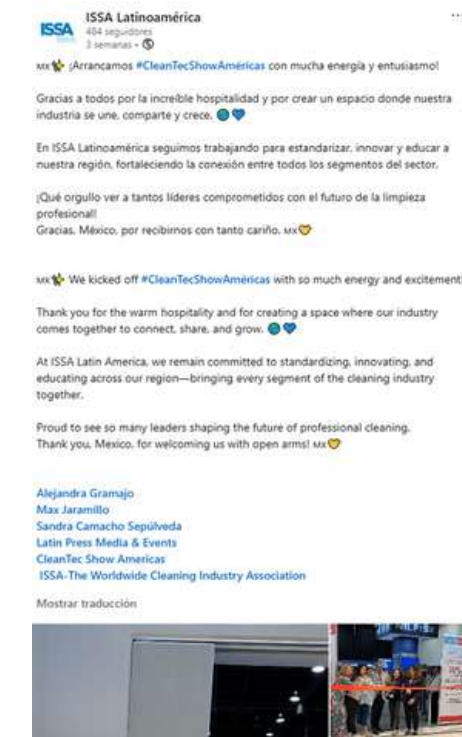 ISSA
ISSA Latinoamérica
484 seguidores
3 semanas •
MX ¡Arrancamos #CleanTecShowAméricas con mucha energía y entusiasmo!
Gracias a todos por la increíble hospitalidad y por crear un espacio donde nuestra
industria se une, comparte y crece. 🌎💙
En ISSA Latinoamérica seguimos trabajando para estandarizar, innovar y educar a
nuestra región, fortaleciendo la conexión entre todos los segmentos del sector.
¡Qué orgullo ver a tantos líderes comprometidos con el futuro de la limpieza
profesional!
Gracias, México, por recibirnos con tanto cariño. MX💛
MX We kicked off #CleanTecShowAméricas with so much energy and excitement!
Thank you for the warm hospitality and for creating a space where our industry
comes together to connect, share, and grow. 🌎💙
At ISSA Latin America, we remain committed to standardizing, innovating, and
educating across our region—bringing every segment of the cleaning industry
together.
Proud to see so many leaders shaping the future of professional cleaning.
Thank you, Mexico, for welcoming us with open arms! MX💛
Alejandra Gramajo
Max Jaramillo
Sandra Camacho Sepúlveda
Latin Press Media & Events
CleanTec Show Americas
ISSA-The Worldwide Cleaning Industry Association
Mostrar traducción